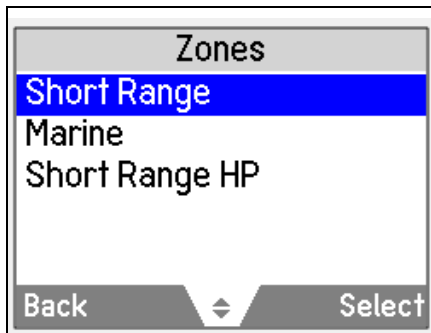 Zones
Short Range
Marine
Short Range HP
Back Select